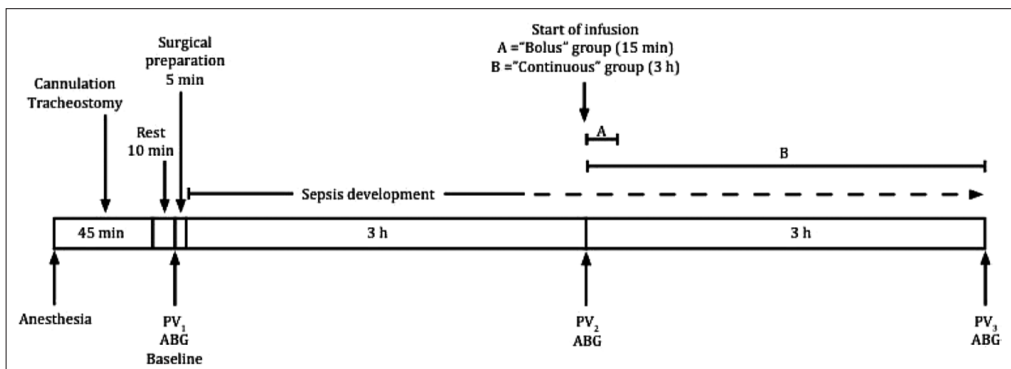 Start of infusion
A ="Bolus" group (15 min)
B ="Continuous" group (3 h)
Surgical
preparation
5 min
Cannulation
Tracheostomy
Rest
10 min
A
B
Sepsis development
45 min
3 h
3 h
Anesthesia
PV₁
ABG
Baseline
PV₂
ABG
PV₃
ABG